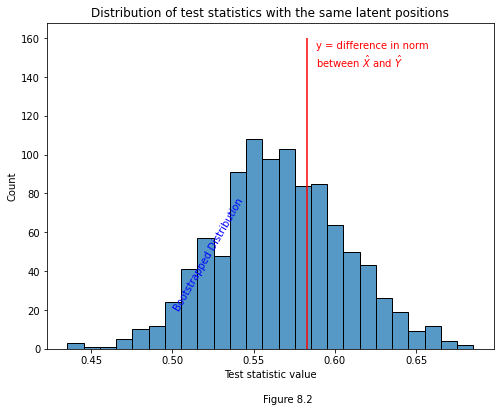 Distribution of test statistics with the same latent positions
y = difference in norm
between X̂ and Ŷ
Bootstrapped Distribution
Count
160
140
120
100
80
60
40
20
0
0.45 0.50 0.55 0.60 0.65
Test statistic value
Figure 8.2